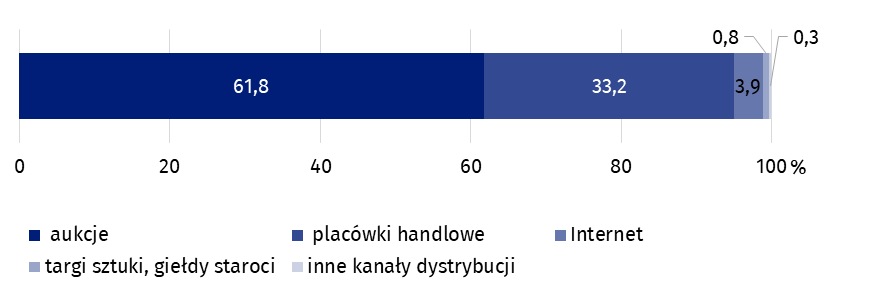 0,8 0,3
61,8 33,2 3,9
0 20 40 60 80 100 %
aukcje placówki handlowe Internet
targi sztuki, giełdy staroci inne kanały dystrybucji